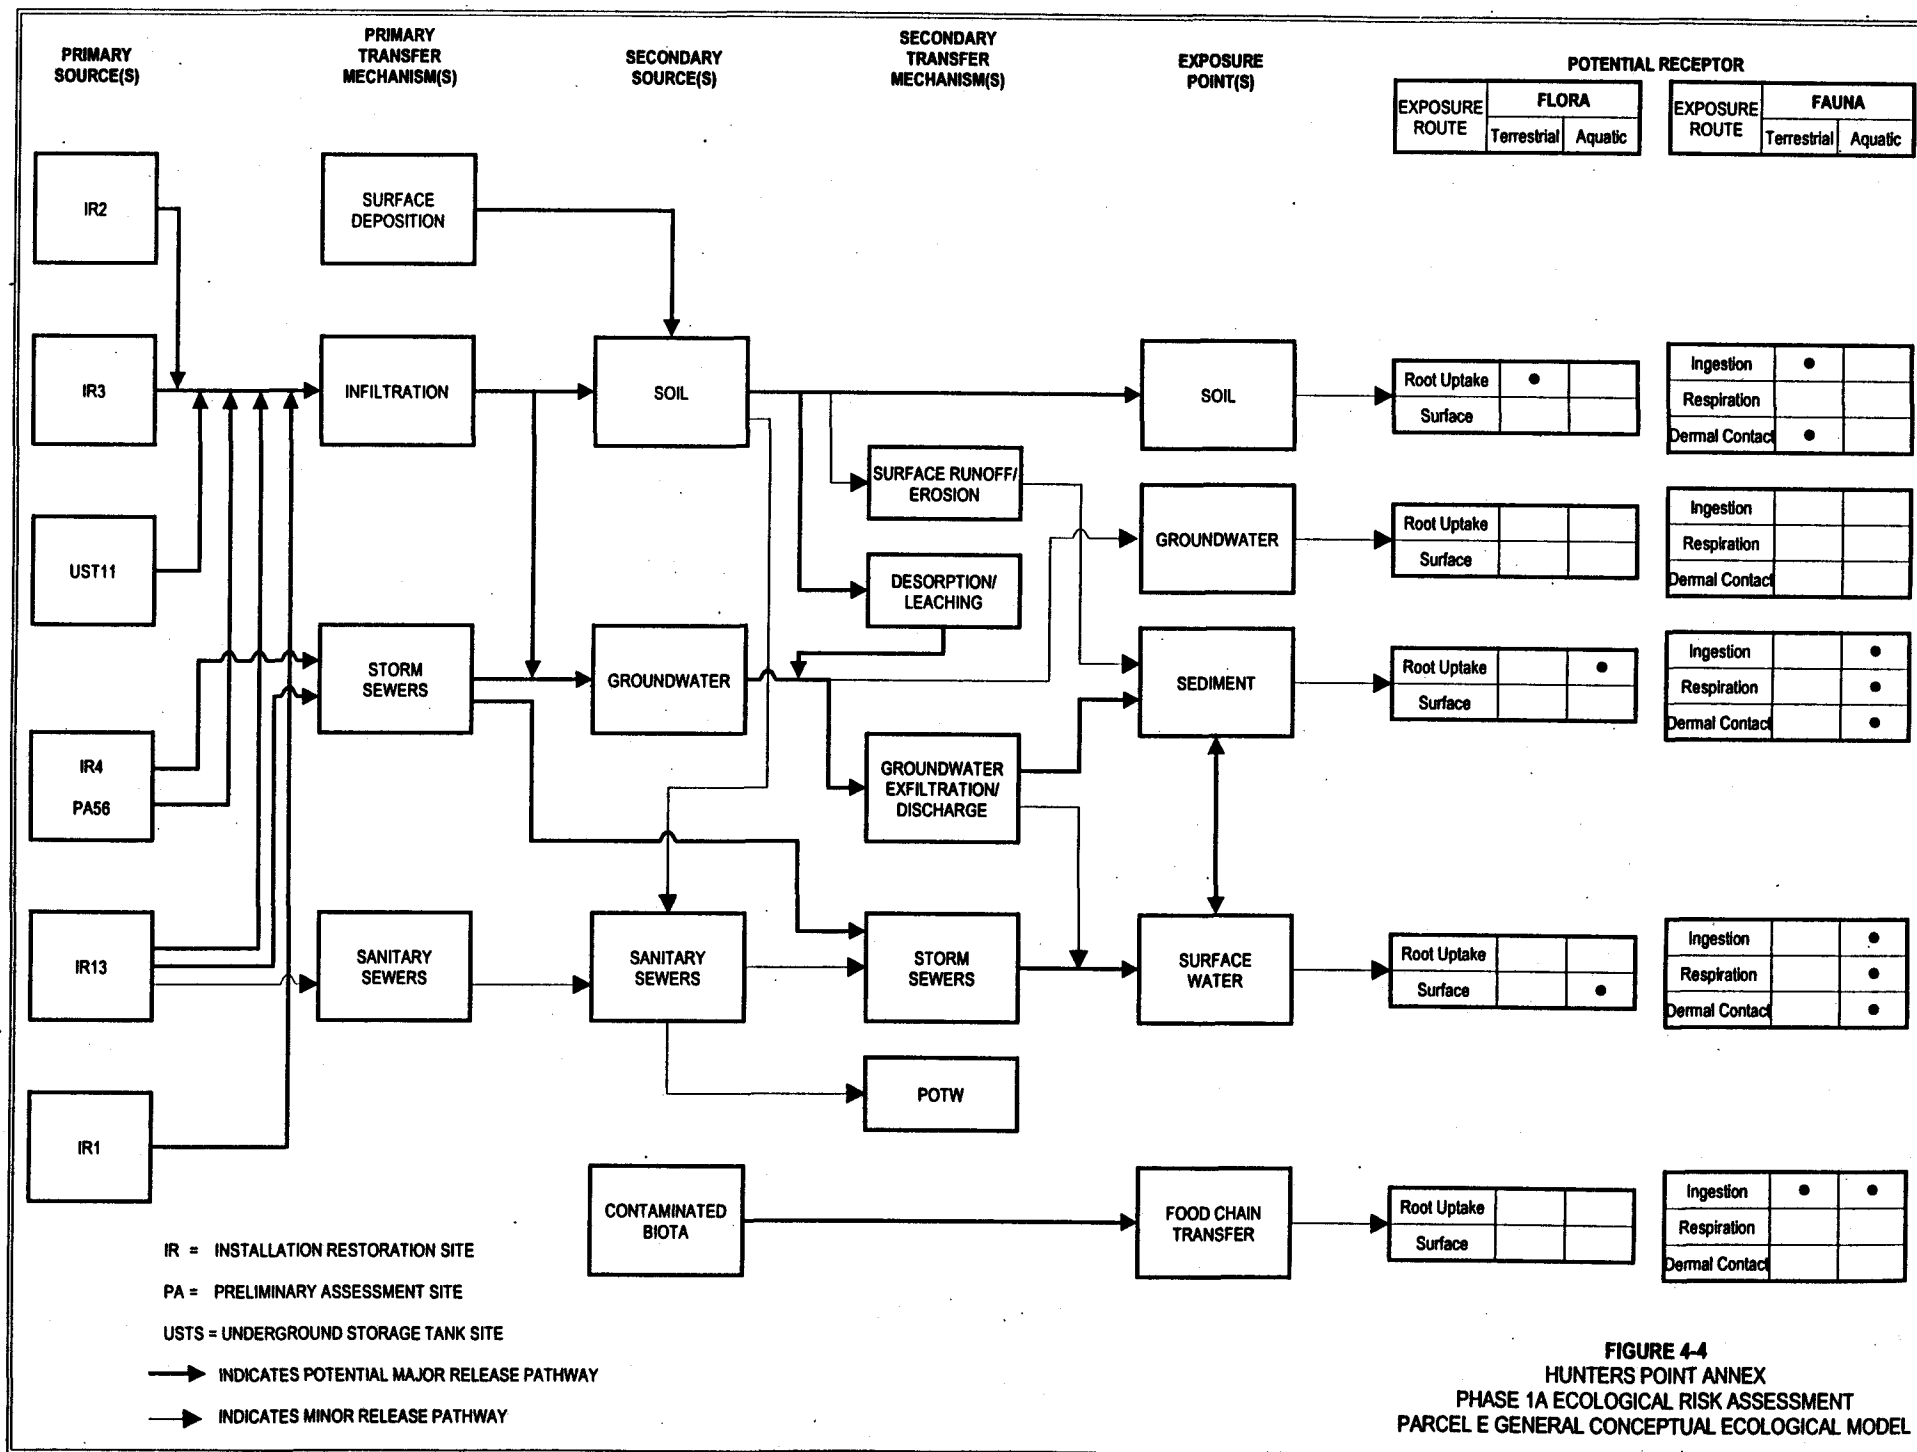 PRIMARY
SOURCE(S)
PRIMARY
TRANSFER
MECHANISM(S)
SECONDARY
SOURCE(S)
SECONDARY
TRANSFER
MECHANISM(S)
EXPOSURE
POINT(S)
POTENTIAL RECEPTOR
EXPOSURE
ROUTE
FLORA
Terrestrial
Aquatic
EXPOSURE
ROUTE
FAUNA
Terrestrial
Aquatic
IR2
SURFACE
DEPOSITION
IR3
INFILTRATION
SOIL
SOIL
Root Uptake
Surface
Ingestion
Respiration
Dermal Contact
SURFACE RUNOFF/
EROSION
UST11
DESORPTION/
LEACHING
GROUNDWATER
Root Uptake
Surface
Ingestion
Respiration
Dermal Contact
STORM
SEWERS
GROUNDWATER
SEDIMENT
Root Uptake
Surface
Ingestion
Respiration
Dermal Contact
IR4
PA56
GROUNDWATER
EXFILTRATION/
DISCHARGE
IR13
SANITARY
SEWERS
SANITARY
SEWERS
STORM
SEWERS
SURFACE
WATER
Root Uptake
Surface
Ingestion
Respiration
Dermal Contact
POTW
IR1
CONTAMINATED
BIOTA
FOOD CHAIN
TRANSFER
Root Uptake
Surface
Ingestion
Respiration
Dermal Contact
IR = INSTALLATION RESTORATION SITE
PA = PRELIMINARY ASSESSMENT SITE
USTS = UNDERGROUND STORAGE TANK SITE
INDICATES POTENTIAL MAJOR RELEASE PATHWAY
INDICATES MINOR RELEASE PATHWAY
FIGURE 4-4
HUNTERS POINT ANNEX
PHASE 1A ECOLOGICAL RISK ASSESSMENT
PARCEL E GENERAL CONCEPTUAL ECOLOGICAL MODEL